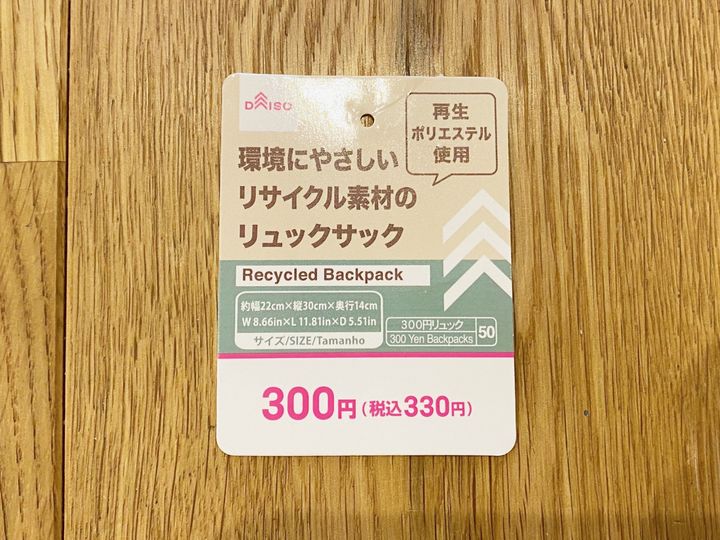 DAISO
再生
ポリエステル
使用
環境にやさしい
リサイクル素材の
リュックサック
Recycled Backpack
約幅22cm×縦30cm×奥行14cm
W 8.66in×L 11.81in×D 5.51in
サイズ/SIZE/Tamanho
300円リュック
300 Yen Backpacks
50
300円(税込330円)